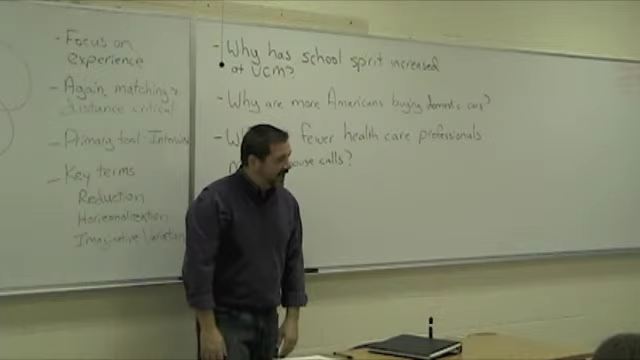 - Focus on
experience
- Again, matching &
distance critical
- Primary tool Interview
- Key terms
Reduction
Horizonalization
Imaginative Variation
- Why has school spirit increased
at UCM?
- Why are more Americans buying domestic cars?
- fewer health care professionals
house calls?